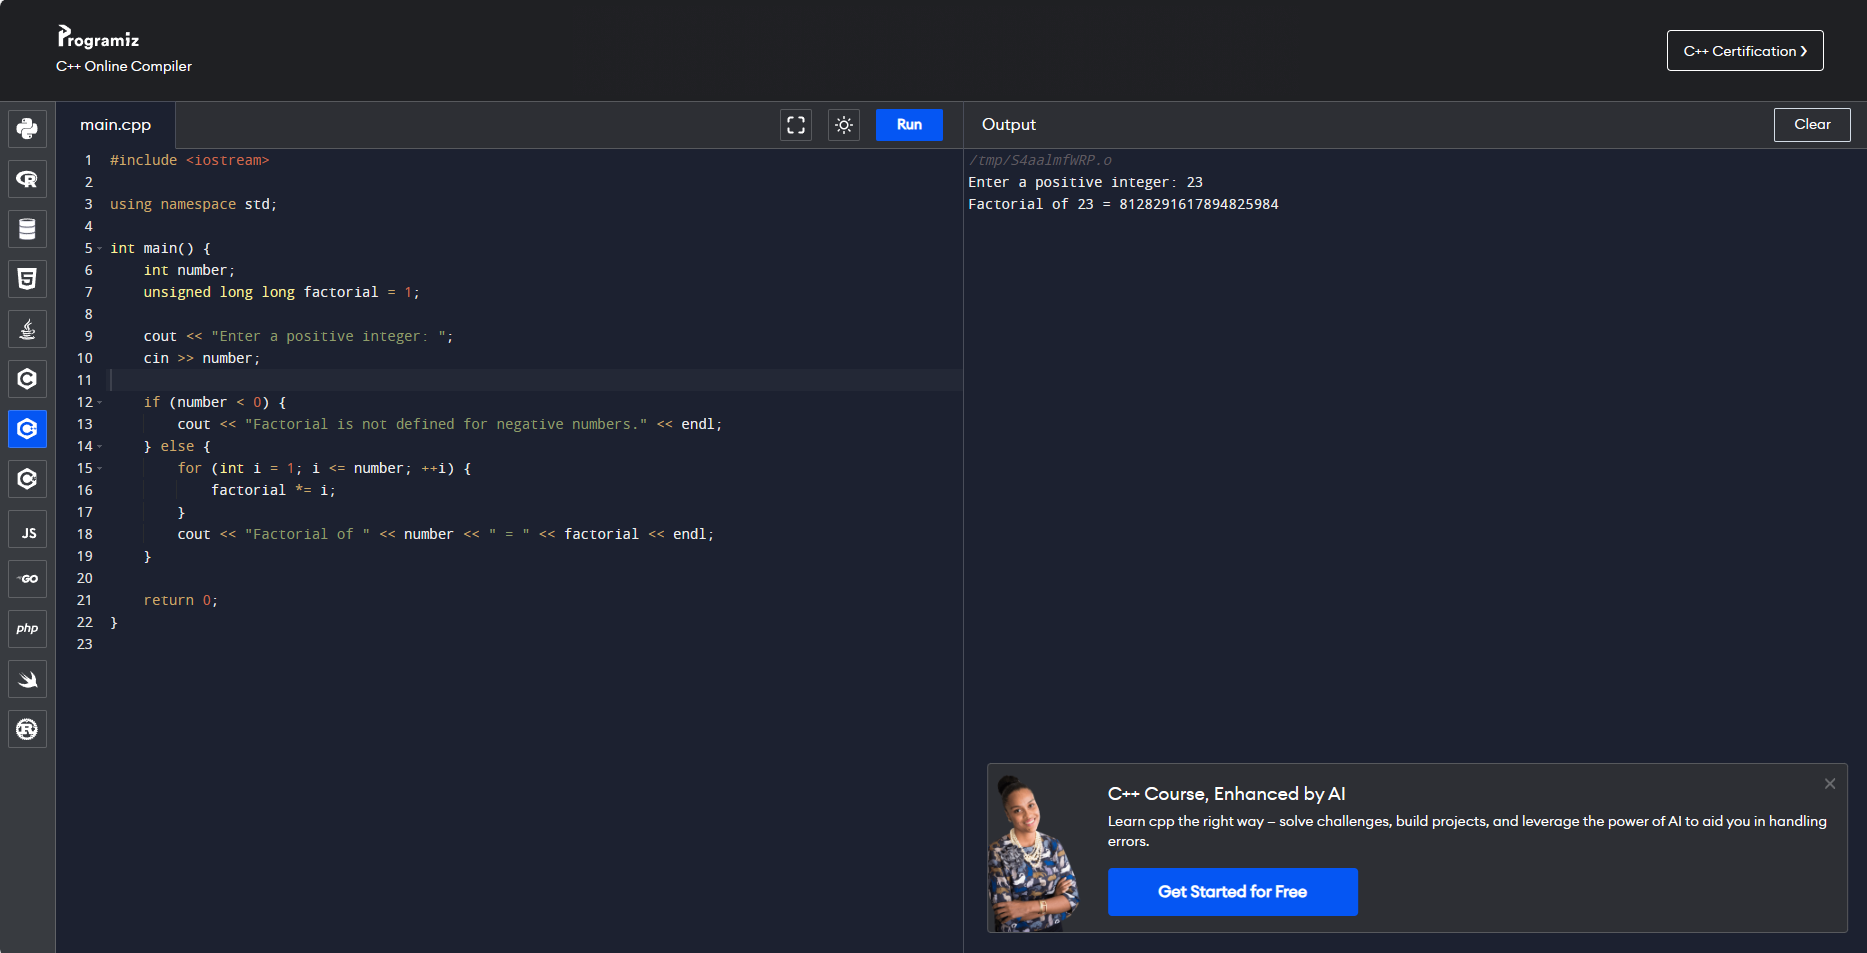 Programiz
C++ Online Compiler
C++ Certification ❯
main.cpp
Run
Output
Clear
1 #include <iostream>
2
3 using namespace std;
4
5 int main() {
6     int number;
7     unsigned long long factorial = 1;
8
9     cout << "Enter a positive integer: ";
10     cin >> number;
11
12     if (number < 0) {
13         cout << "Factorial is not defined for negative numbers." << endl;
14     } else {
15         for (int i = 1; i <= number; ++i) {
16             factorial *= i;
17         }
18         cout << "Factorial of " << number << " = " << factorial << endl;
19     }
20
21     return 0;
22 }
23
/tmp/S4aalmfWRP.o
Enter a positive integer: 23
Factorial of 23 = 8128291617894825984
R
5
C
C
C
JS
GO
php
R
C++ Course, Enhanced by AI
Learn cpp the right way – solve challenges, build projects, and leverage the power of AI to aid you in handling
errors.
Get Started for Free